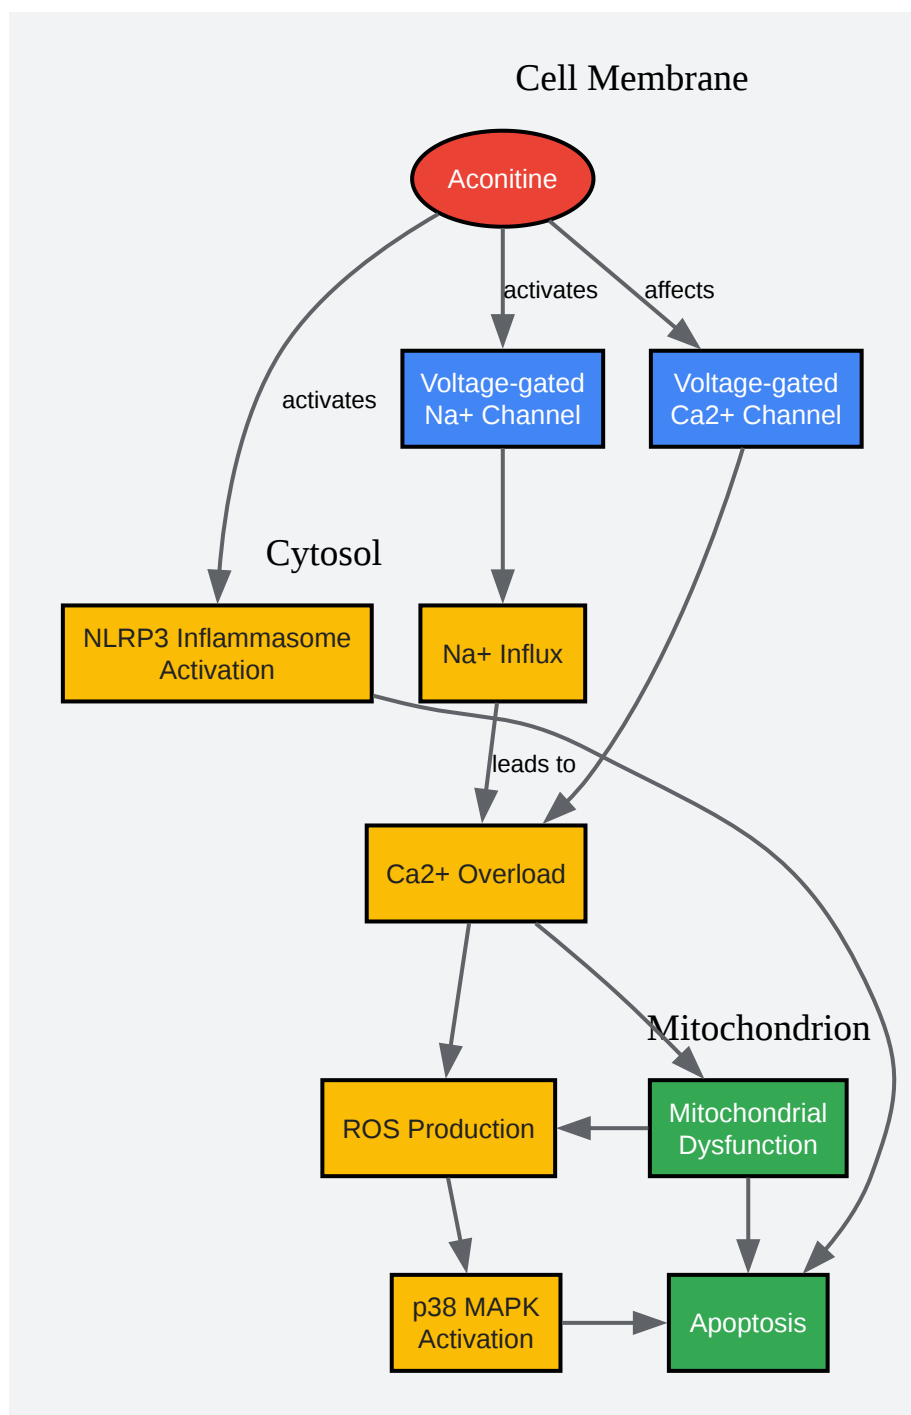 Cell Membrane
Aconitine
activates
affects
Voltage-gated
Na+ Channel
Voltage-gated
Ca2+ Channel
activates
Cytosol
NLRP3 Inflammasome
Activation
Na+ Influx
leads to
Ca2+ Overload
Mitochondrion
ROS Production
Mitochondrial
Dysfunction
p38 MAPK
Activation
Apoptosis